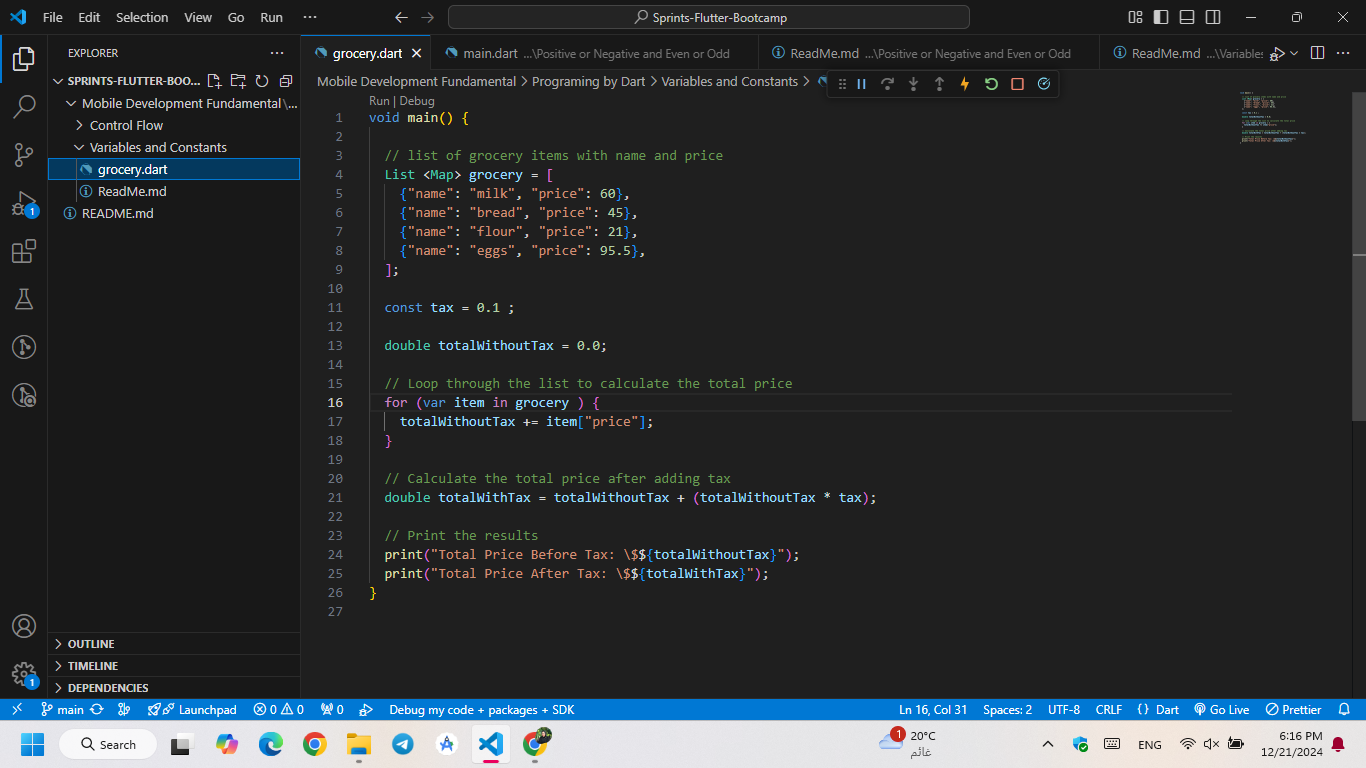 File Edit Selection View Go Run ···
Sprints-Flutter-Bootcamp
EXPLORER
SPRINTS-FLUTTER-BOO...
Mobile Development Fundamental\...
Control Flow
Variables and Constants
grocery.dart
ReadMe.md
README.md
OUTLINE
TIMELINE
DEPENDENCIES
1
1
grocery.dart
main.dart ...\Positive or Negative and Even or Odd
ReadMe.md ...\Positive or Negative and Even or Odd
ReadMe.md ...\Variables
Mobile Development Fundamental > Programing by Dart > Variables and Constants >
Run | Debug
1 void main() {
2
3 // list of grocery items with name and price
4 List <Map> grocery = [
5 {"name": "milk", "price": 60},
6 {"name": "bread", "price": 45},
7 {"name": "flour", "price": 21},
8 {"name": "eggs", "price": 95.5},
9 ];
10
11 const tax = 0.1 ;
12
13 double totalWithoutTax = 0.0;
14
15 // Loop through the list to calculate the total price
16 for (var item in grocery ) {
17 totalWithoutTax += item["price"];
18 }
19
20 // Calculate the total price after adding tax
21 double totalWithTax = totalWithoutTax + (totalWithoutTax * tax);
22
23 // Print the results
24 print("Total Price Before Tax: \$${totalWithoutTax}");
25 print("Total Price After Tax: \$${totalWithTax}");
26 }
27
main Launchpad 0 0 0 Debug my code + packages + SDK Ln 16, Col 31 Spaces: 2 UTF-8 CRLF {} Dart Go Live Prettier
Search
1
20°C
غائم
ENG
6:16 PM
12/21/2024